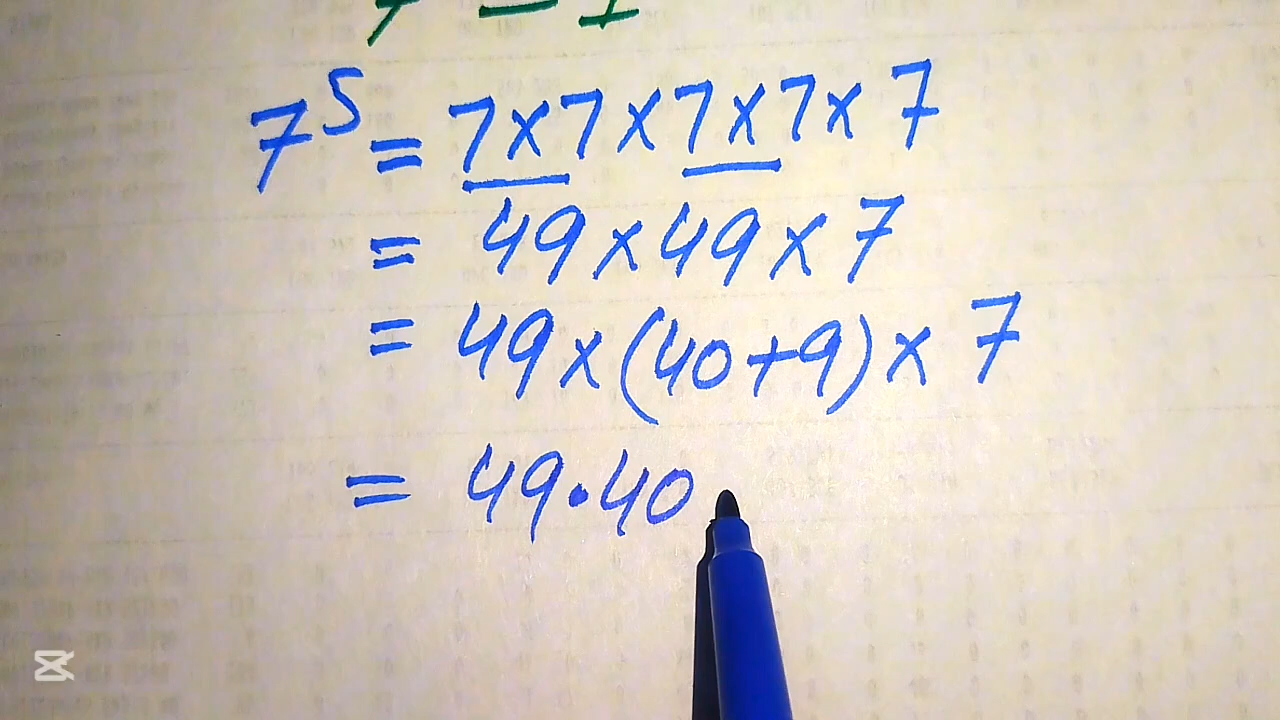 7⁵ = 7×7×7×7×7
= 49×49×7
= 49×(40+9)×7
= 49·40